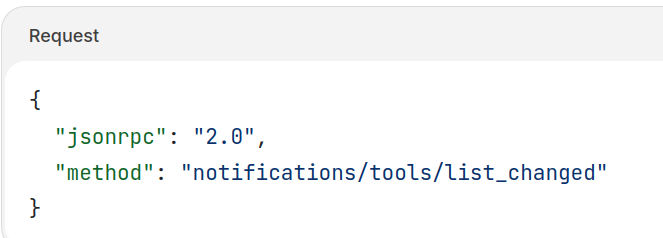 Request
{
"jsonrpc": "2.0",
"method": "notifications/tools/list_changed"
}